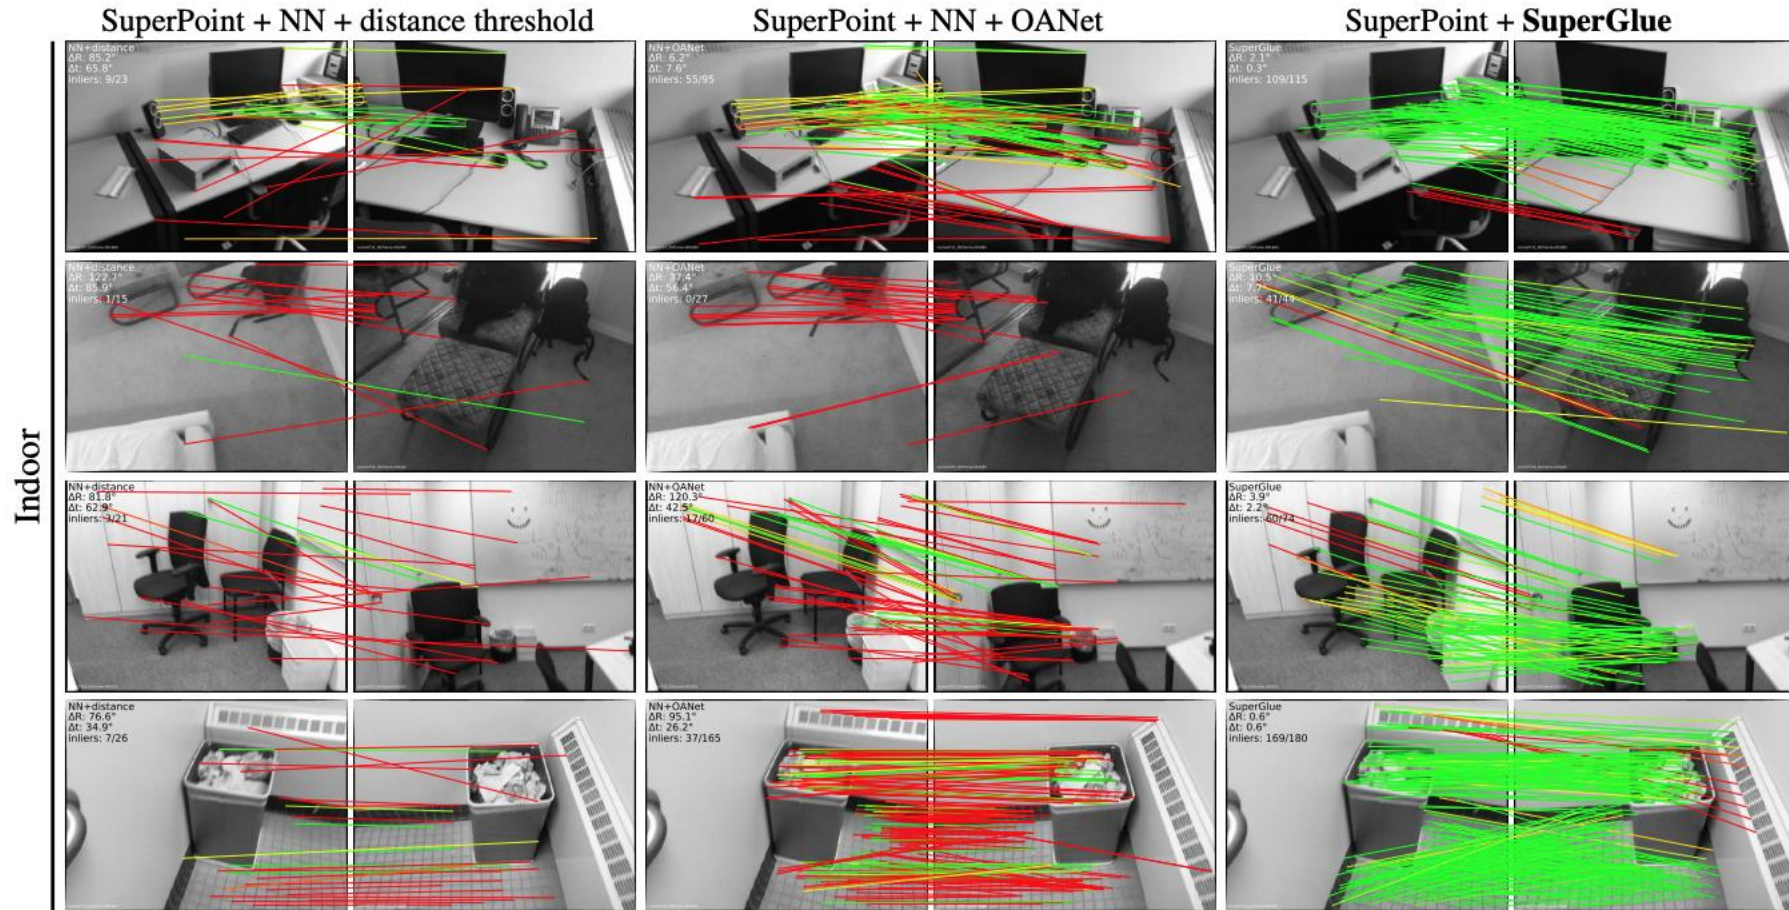 SuperPoint + NN + distance threshold
SuperPoint + NN + OANet
SuperPoint + SuperGlue
Indoor
NN+distance
ΔR: 85.2°
Δt: 65.8°
inliers: 9/23
NN+OANet
ΔR: 6.2°
Δt: 7.6°
inliers: 55/95
SuperGlue
ΔR: 2.1°
Δt: 0.3°
inliers: 109/115
NN+distance
ΔR: 122.7°
Δt: 85.9°
inliers: 1/15
NN+OANet
ΔR: 37.4°
Δt: 56.4°
inliers: 0/27
SuperGlue
ΔR: 10.5°
Δt: 7.7°
inliers: 41/44
NN+distance
ΔR: 81.8°
Δt: 62.9°
inliers: 3/21
NN+OANet
ΔR: 120.3°
Δt: 42.5°
inliers: 17/60
SuperGlue
ΔR: 3.9°
Δt: 2.2°
inliers: 60/74
NN+distance
ΔR: 76.6°
Δt: 34.9°
inliers: 7/26
NN+OANet
ΔR: 95.1°
Δt: 26.2°
inliers: 37/165
SuperGlue
ΔR: 0.6°
Δt: 0.6°
inliers: 169/180